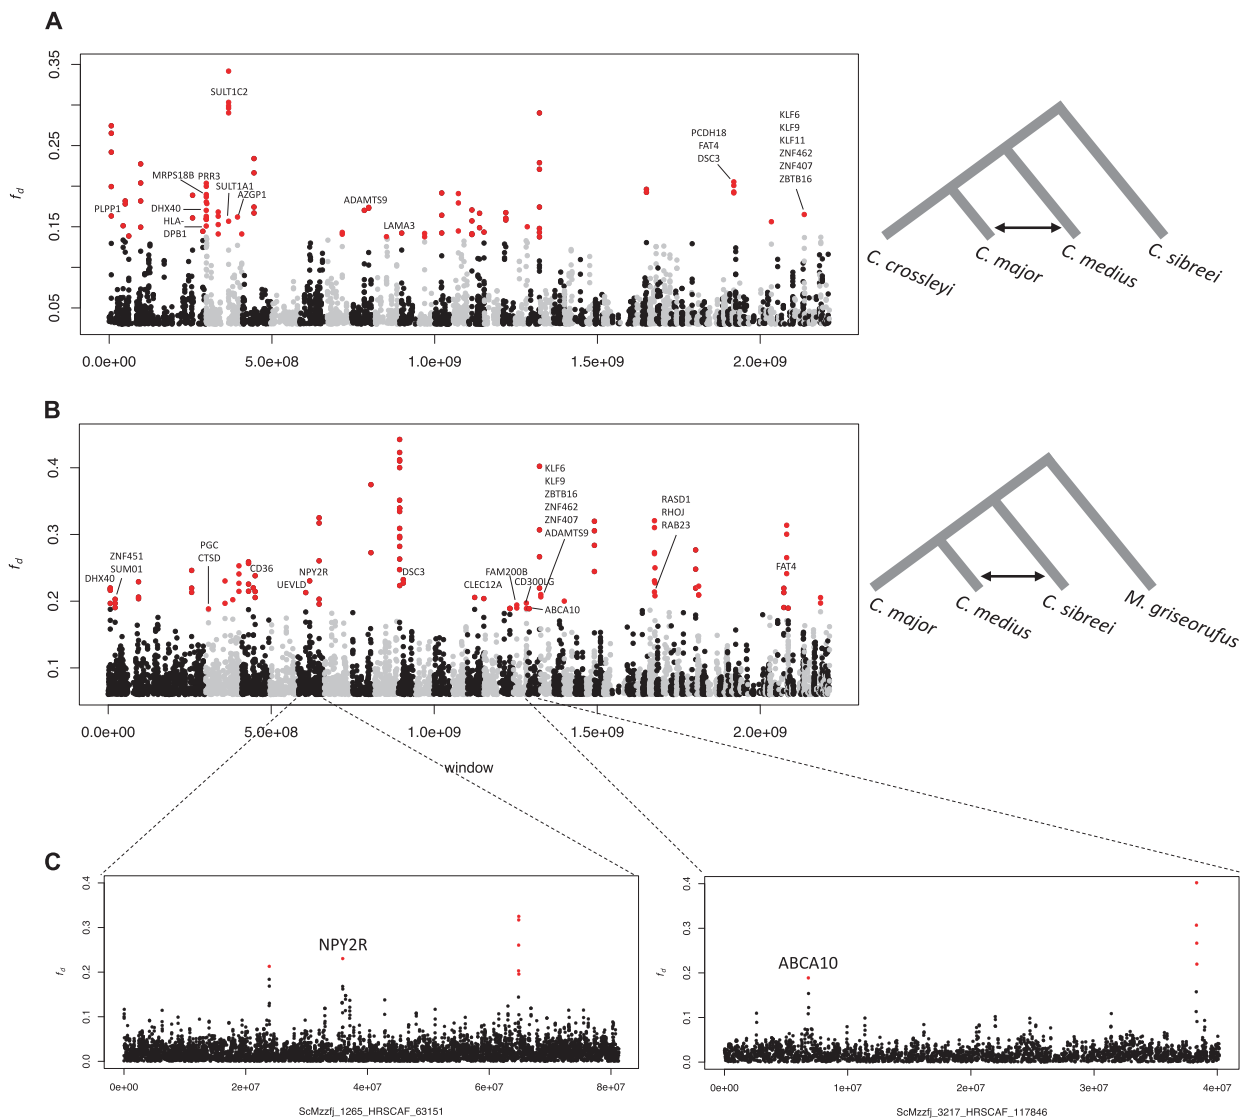 A
0.35
0.25
0.15
0.05
fd
SULT1C2
PLPP1
MRPS18B
PRR3
DHX40
HLA-
DPB1
SULT1A1
AZGP1
ADAMTS9
LAMA3
PCDH18
FAT4
DSC3
KLF6
KLF9
KLF11
ZNF462
ZNF407
ZBTB16
0.0e+00
5.0e+08
1.0e+09
1.5e+09
2.0e+09
C. crossleyi
C. major
C. medius
C. sibreei
B
0.4
0.3
0.2
0.1
fd
DHX40
ZNF451
SUM01
PGC
CTSD
CD36
UEVLD
NPY2R
DSC3
CLEC12A
FAM200B
CD300LG
ABCA10
KLF6
KLF9
ZBTB16
ZNF462
ZNF407
ADAMTS9
RASD1
RHOJ
RAB23
FAT4
0.0e+00
5.0e+08
1.0e+09
1.5e+09
2.0e+09
window
C. major
C. medius
C. sibreei
M. griseorufus
C
0.4
0.3
0.2
0.1
0.0
fd
NPY2R
0e+00
2e+07
4e+07
6e+07
8e+07
ScMzzfj_1265_HRSCAF_63151
0.4
0.3
0.2
0.1
0.0
fd
ABCA10
0e+00
1e+07
2e+07
3e+07
4e+07
ScMzzfj_3217_HRSCAF_117846